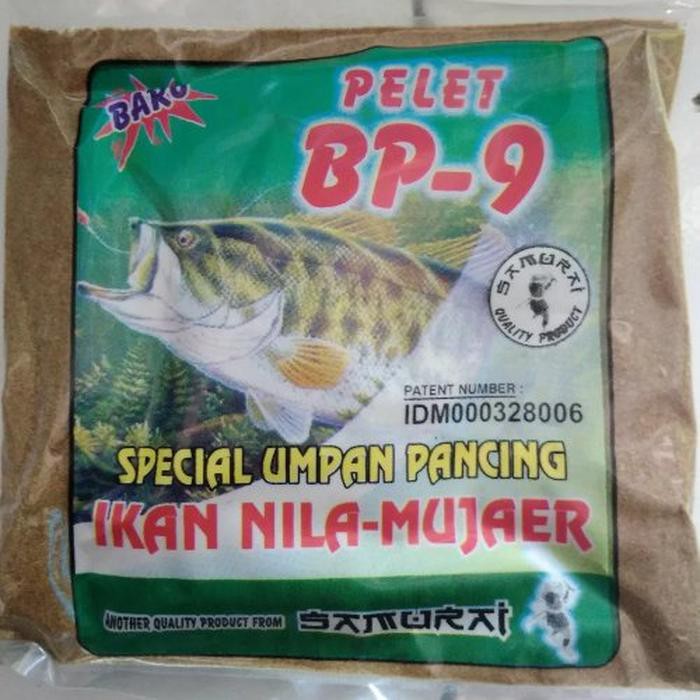 BARU
PELET
BP-9
SAMURAI
QUALITY PRODUCT
PATENT NUMBER :
IDM000328006
SPECIAL UMPAN PANCING
IKAN NILA-MUJAER
ANOTHER QUALITY PRODUCT FROM SAMURAI